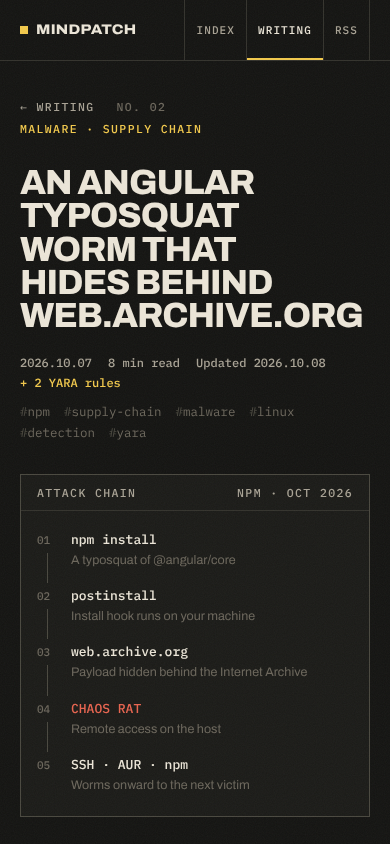 MINDPATCH
INDEX
WRITING
RSS
← WRITING NO. 02
MALWARE · SUPPLY CHAIN
AN ANGULAR
TYPOSQUAT
WORM THAT
HIDES BEHIND
WEB.ARCHIVE.ORG
2026.10.07 8 min read Updated 2026.10.08
+ 2 YARA rules
#npm #supply-chain #malware #linux
#detection #yara
ATTACK CHAIN NPM · OCT 2026
01 npm install
A typosquat of @angular/core
02 postinstall
Install hook runs on your machine
03 web.archive.org
Payload hidden behind the Internet Archive
04 CHAOS RAT
Remote access on the host
05 SSH · AUR · npm
Worms onward to the next victim